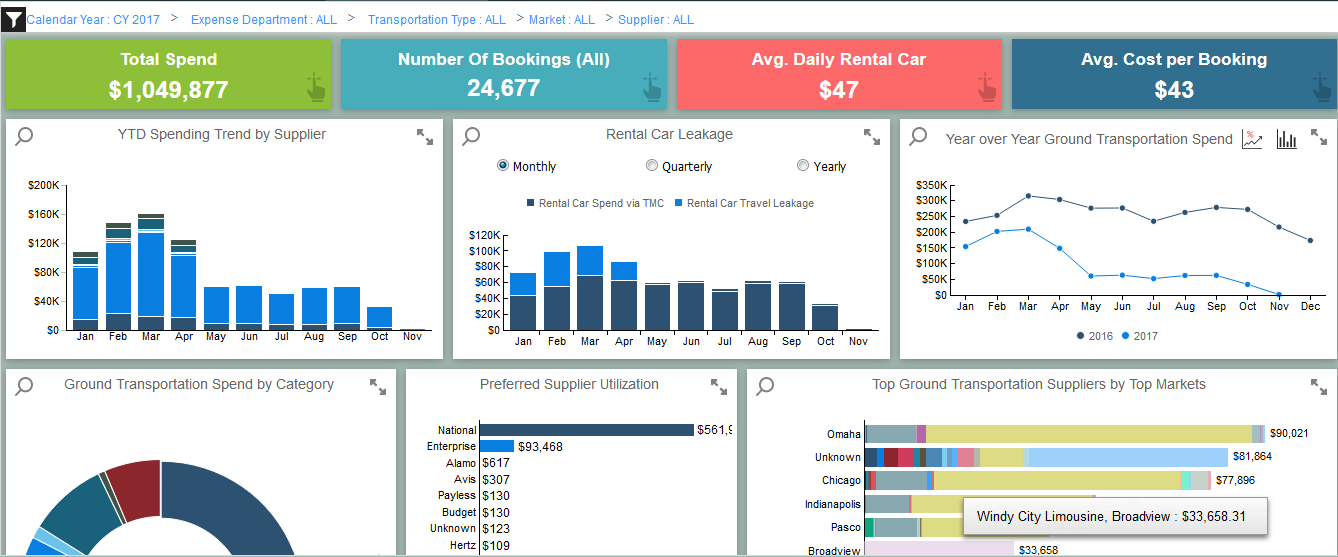 Calendar Year : CY 2017 > Expense Department : ALL > Transportation Type : ALL > Market : ALL > Supplier : ALL
Total Spend
$1,049,877
Number Of Bookings (All)
24,677
Avg. Daily Rental Car
$47
Avg. Cost per Booking
$43
YTD Spending Trend by Supplier
$200K
$160K
$120K
$80K
$40K
$0
Jan Feb Mar Apr May Jun Jul Aug Sep Oct Nov
Rental Car Leakage
Monthly Quarterly Yearly
Rental Car Spend via TMC Rental Car Travel Leakage
$120K
$100K
$80K
$60K
$40K
$20K
$0
Jan Feb Mar Apr May Jun Jul Aug Sep Oct Nov
Year over Year Ground Transportation Spend %
$350K
$300K
$250K
$200K
$150K
$100K
$50K
$0
Jan Feb Mar Apr May Jun Jul Aug Sep Oct Nov Dec
2016 2017
Ground Transportation Spend by Category
Preferred Supplier Utilization
National $561,9
Enterprise $93,468
Alamo $617
Avis $307
Payless $130
Budget $130
Unknown $123
Hertz $109
Top Ground Transportation Suppliers by Top Markets
Omaha $90,021
Unknown $81,864
Chicago $77,896
Indianapolis
Windy City Limousine, Broadview : $33,658.31
Pasco
Broadview $33,658